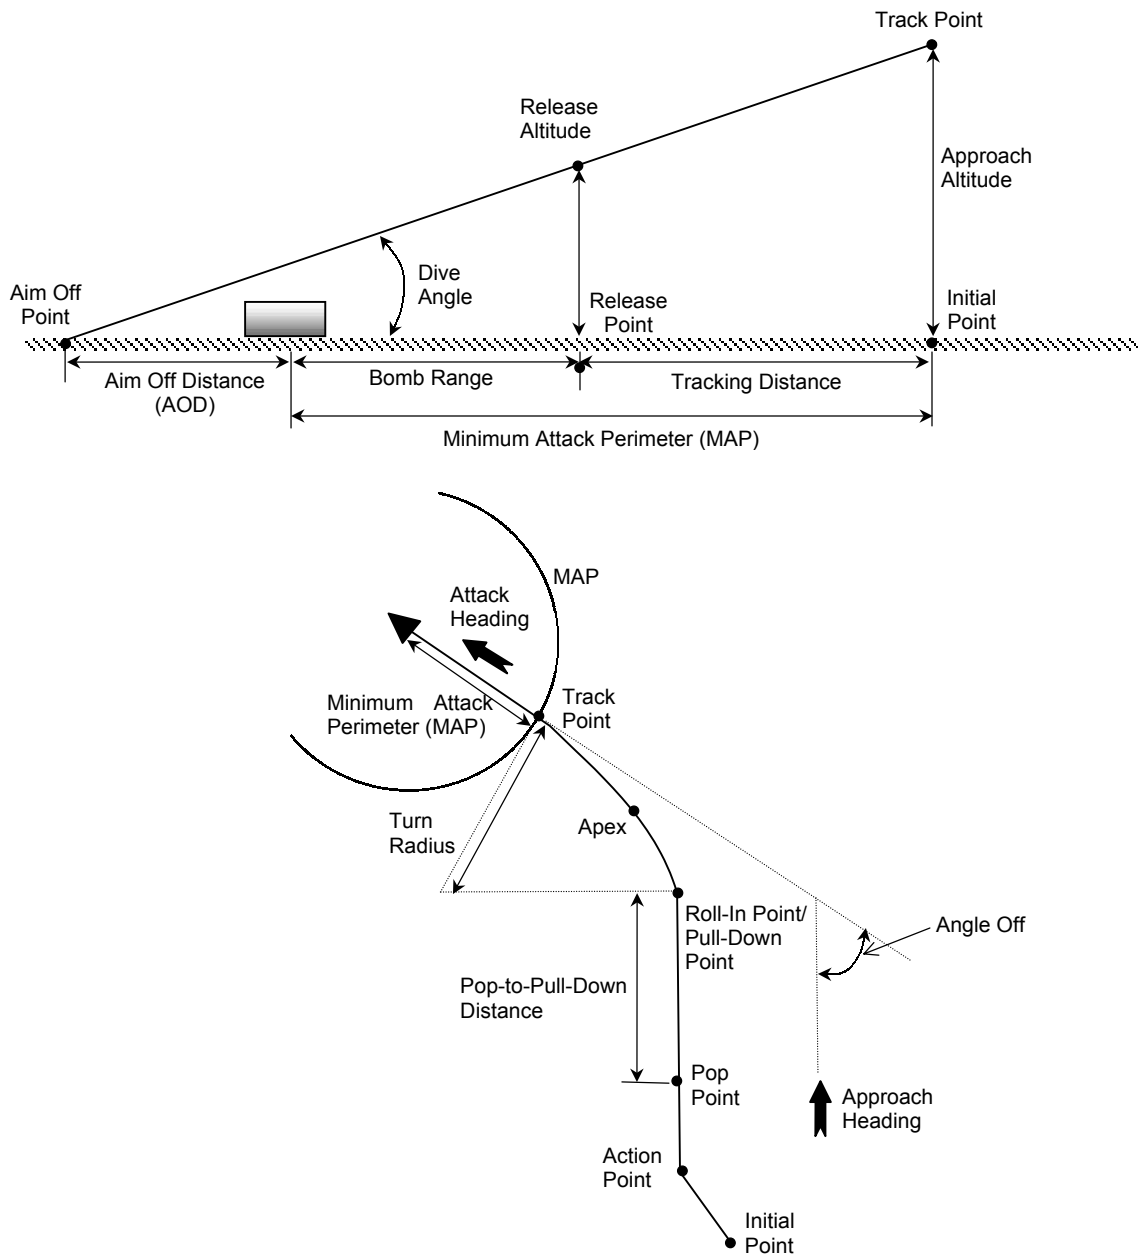 Track Point
Release
Altitude
Approach
Altitude
Dive
Angle
Aim Off
Point
Release
Point
Initial
Point
Aim Off Distance
(AOD)
Bomb Range
Tracking Distance
Minimum Attack Perimeter (MAP)
MAP
Attack
Heading
Minimum Attack
Perimeter (MAP)
Track
Point
Turn
Radius
Apex
Roll-In Point/
Pull-Down
Point
Angle Off
Pop-to-Pull-Down
Distance
Pop
Point
Approach
Heading
Action
Point
Initial
Point